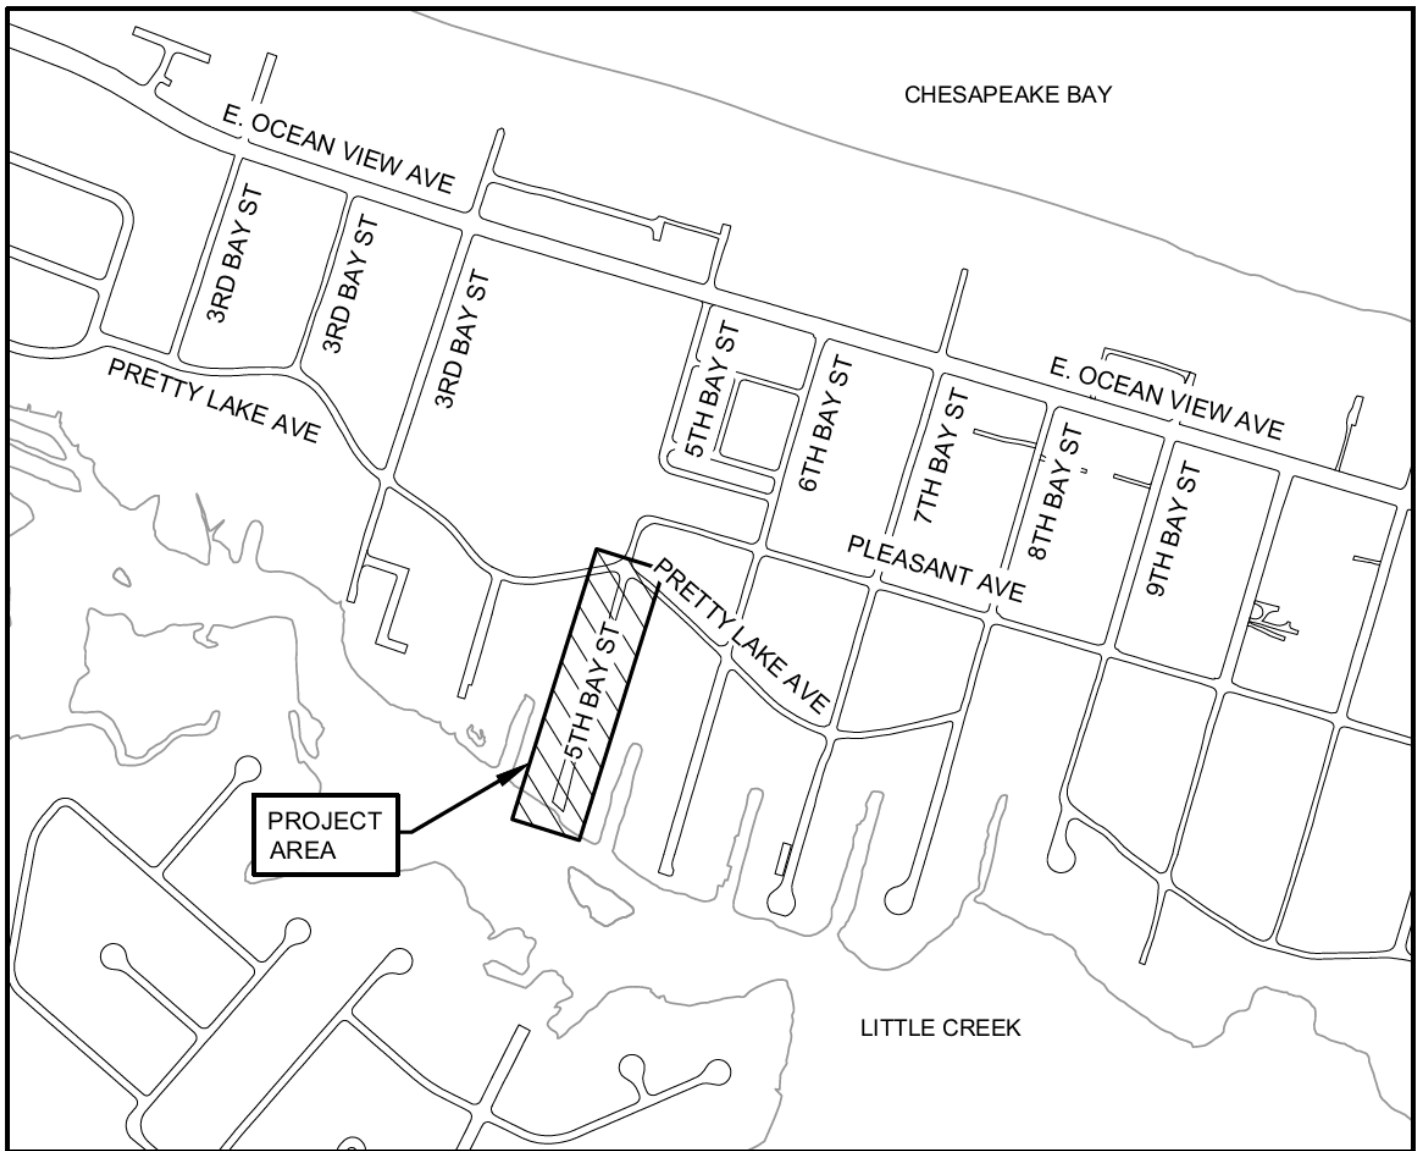 CHESAPEAKE BAY
E. OCEAN VIEW AVE
3RD BAY ST
3RD BAY ST
3RD BAY ST
PRETTY LAKE AVE
5TH BAY ST
6TH BAY ST
7TH BAY ST
8TH BAY ST
9TH BAY ST
E. OCEAN VIEW AVE
PLEASANT AVE
PRETTY LAKE AVE
5TH BAY ST
PROJECT
AREA
LITTLE CREEK